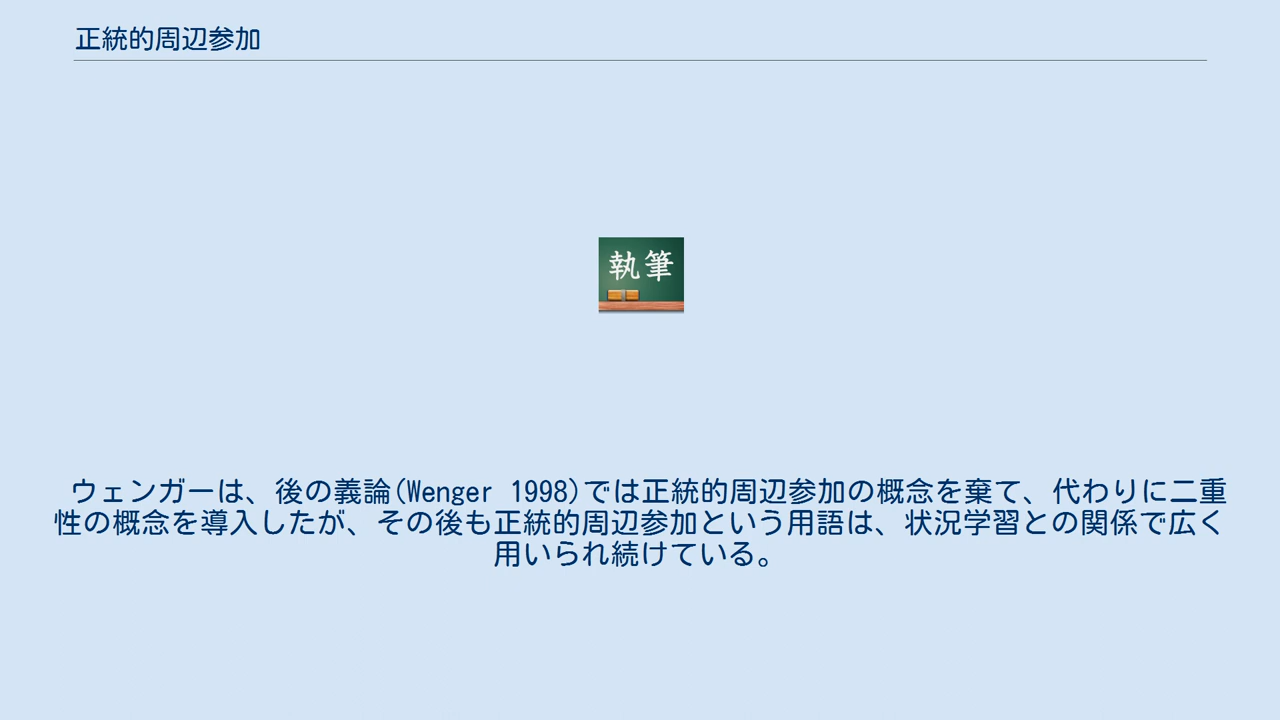 正統的周辺参加
執筆
ウェンガーは、後の義論(Wenger 1998)では正統的周辺参加の概念を棄て、代わりに二重
性の概念を導入したが、その後も正統的周辺参加という用語は、状況学習との関係で広く
用いられ続けている。